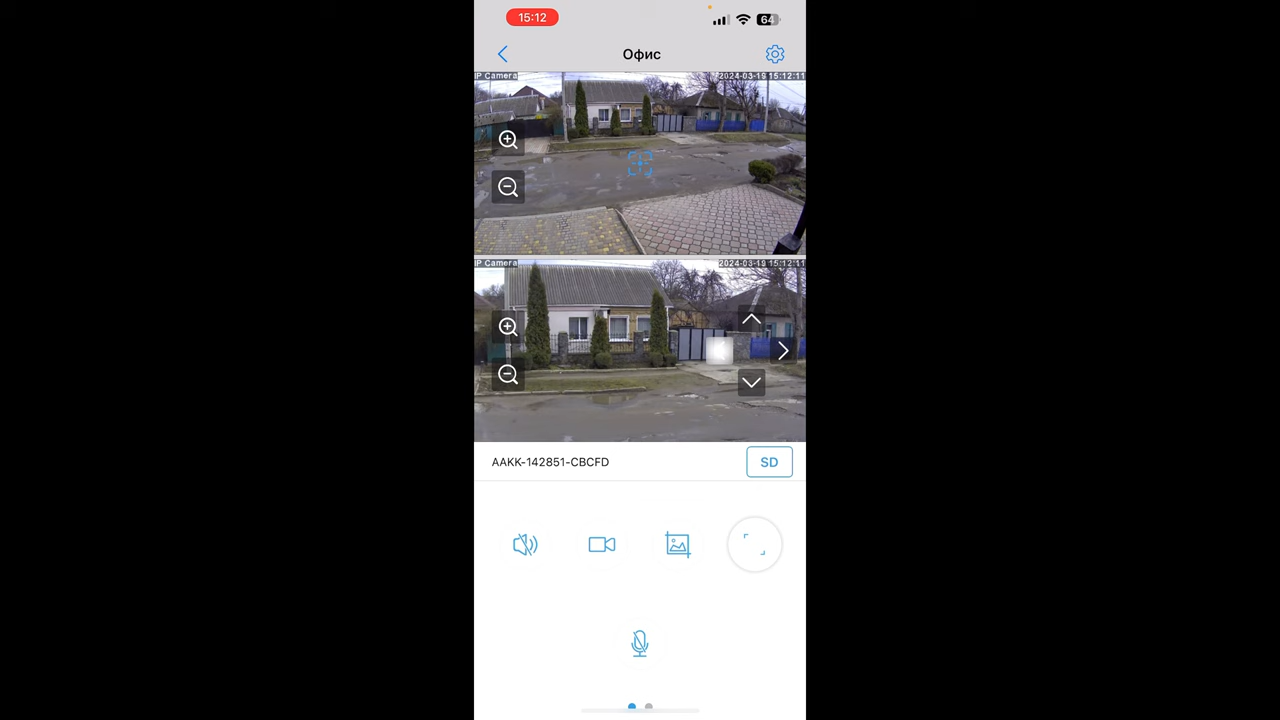 15:12
64
Офис
IP Camera
2024-03-19 15:12:11
IP Camera
2024-03-19 15:12:11
AAKK-142851-CBCFD
SD